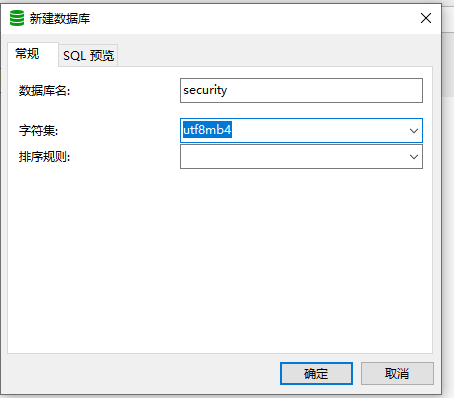 新建数据库
常规
SQL 预览
数据库名:
security
字符集:
utf8mb4
排序规则:
确定
取消